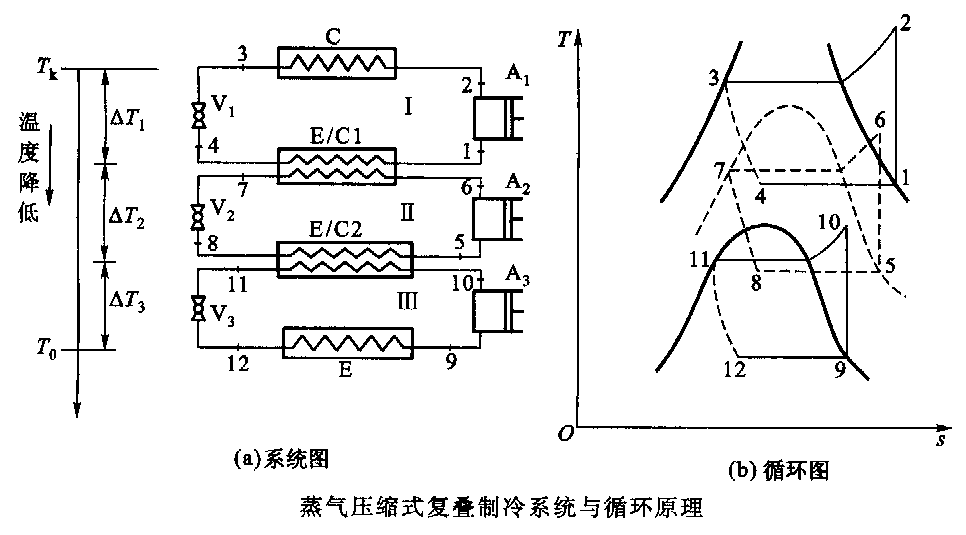 C
3
T_k
2
A₁
V₁
I
ΔT₁
温度降低
4
E/C1
1
7
6
A₂
V₂
II
ΔT₂
8
E/C2
5
11
10
A₃
V₃
III
ΔT₃
T₀
12
E
9
(a)系统图
T
2
3
6
7
4
1
10
11
8
5
12
9
O
s
(b) 循环图
蒸气压缩式复叠制冷系统与循环原理